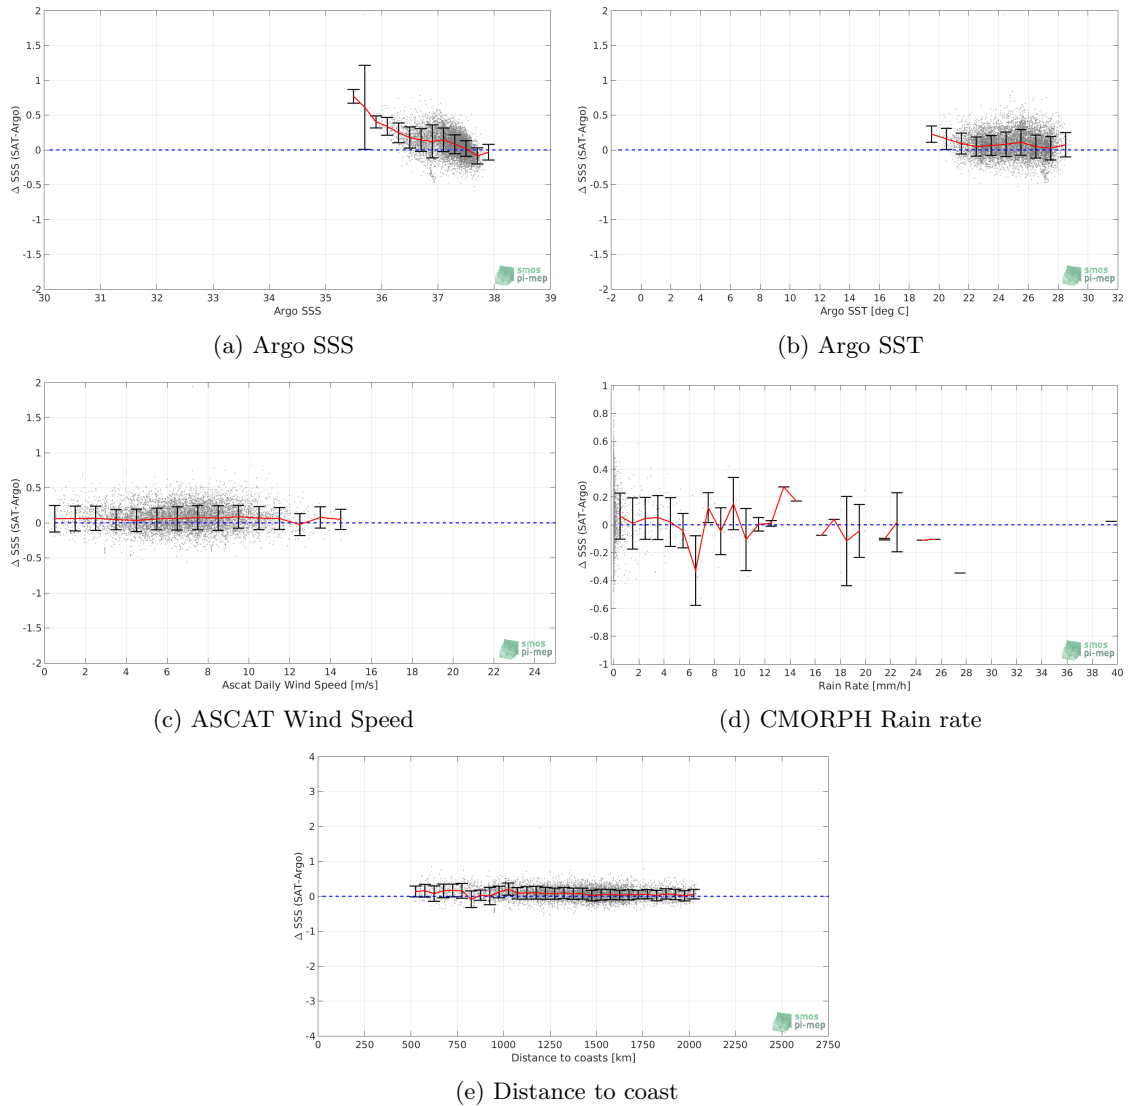 2
1.5
1
0.5
0
-0.5
-1
-1.5
-2
Δ SSS (SAT-Argo)
30 31 32 33 34 35 36 37 38 39
Argo SSS
smos
pi-mep
(a) Argo SSS
2
1.5
1
0.5
0
-0.5
-1
-1.5
-2
Δ SSS (SAT-Argo)
-2 0 2 4 6 8 10 12 14 16 18 20 22 24 26 28 30 32
Argo SST [deg C]
smos
pi-mep
(b) Argo SST
2
1.5
1
0.5
0
-0.5
-1
-1.5
-2
Δ SSS (SAT-Argo)
0 2 4 6 8 10 12 14 16 18 20 22 24
Ascat Daily Wind Speed [m/s]
smos
pi-mep
(c) ASCAT Wind Speed
1
0.8
0.6
0.4
0.2
0
-0.2
-0.4
-0.6
-0.8
-1
Δ SSS (SAT-Argo)
0 2 4 6 8 10 12 14 16 18 20 22 24 26 28 30 32 34 36 38 40
Rain Rate [mm/h]
smos
pi-mep
(d) CMORPH Rain rate
4
3
2
1
0
-1
-2
-3
-4
Δ SSS (SAT-Argo)
0 250 500 750 1000 1250 1500 1750 2000 2250 2500 2750
Distance to coasts [km]
smos
pi-mep
(e) Distance to coast